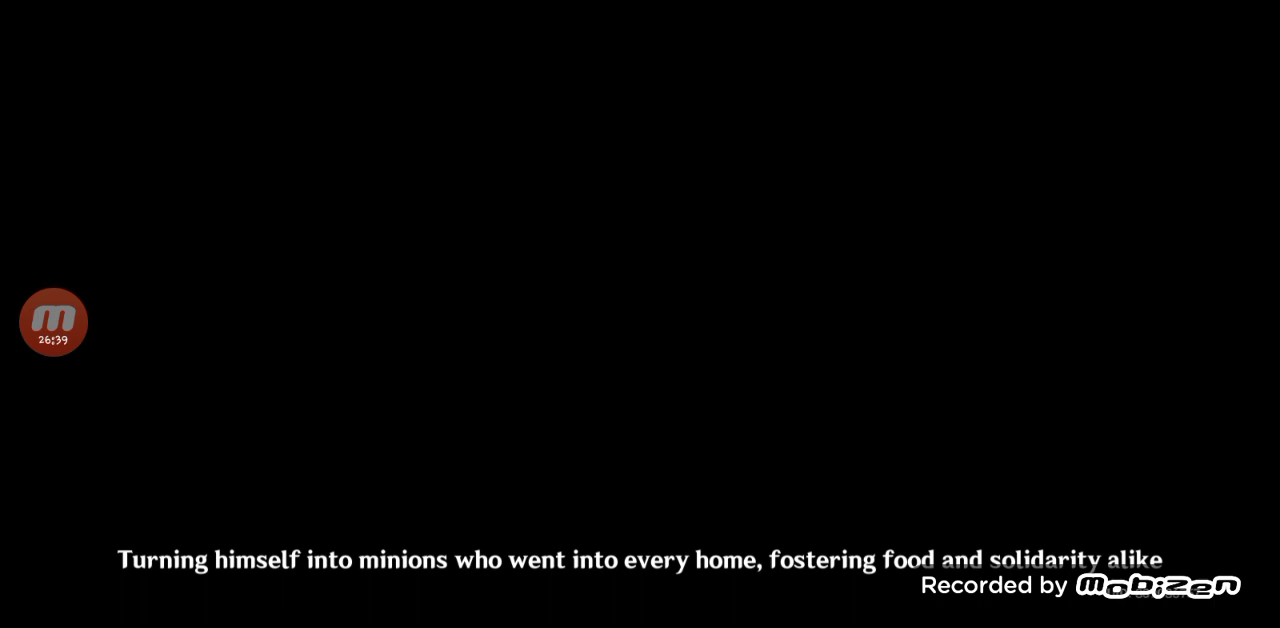 26:39
Turning himself into minions who went into every home, fostering food and solidarity alike
Recorded by Mobizen